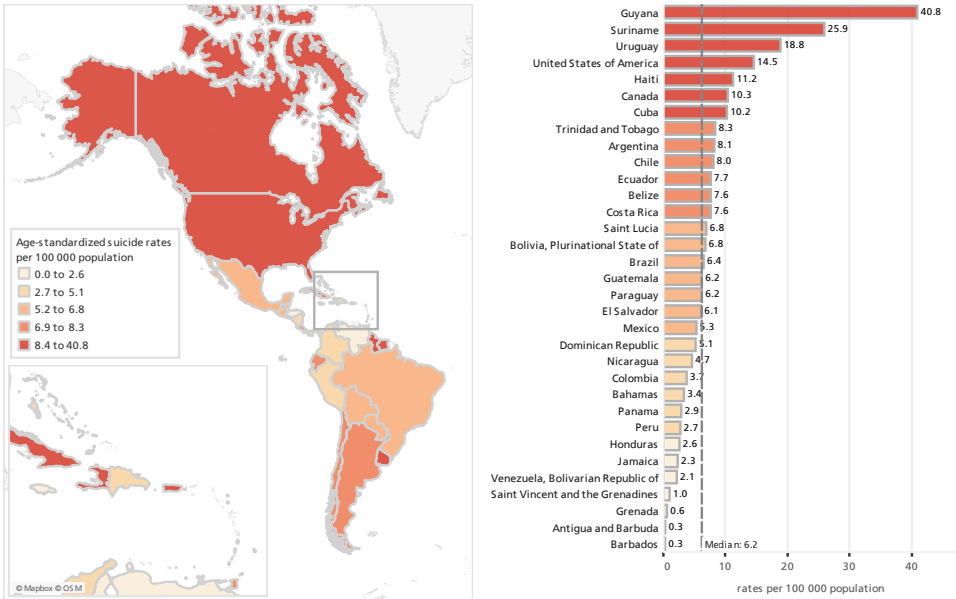 Age-standardized suicide rates
per 100 000 population
0.0 to 2.6
2.7 to 5.1
5.2 to 6.8
6.9 to 8.3
8.4 to 40.8
© Mapbox © OSM
Guyana 40.8
Suriname 25.9
Uruguay 18.8
United States of America 14.5
Haiti 11.2
Canada 10.3
Cuba 10.2
Trinidad and Tobago 8.3
Argentina 8.1
Chile 8.0
Ecuador 7.7
Belize 7.6
Costa Rica 7.6
Saint Lucia 6.8
Bolivia, Plurinational State of 6.8
Brazil 6.4
Guatemala 6.2
Paraguay 6.2
El Salvador 6.1
Mexico 5.3
Dominican Republic 5.1
Nicaragua 4.7
Colombia 3.7
Bahamas 3.4
Panama 2.9
Peru 2.7
Honduras 2.6
Jamaica 2.3
Venezuela, Bolivarian Republic of 2.1
Saint Vincent and the Grenadines 1.0
Grenada 0.6
Antigua and Barbuda 0.3
Barbados 0.3
Median: 6.2
0 10 20 30 40
rates per 100 000 population